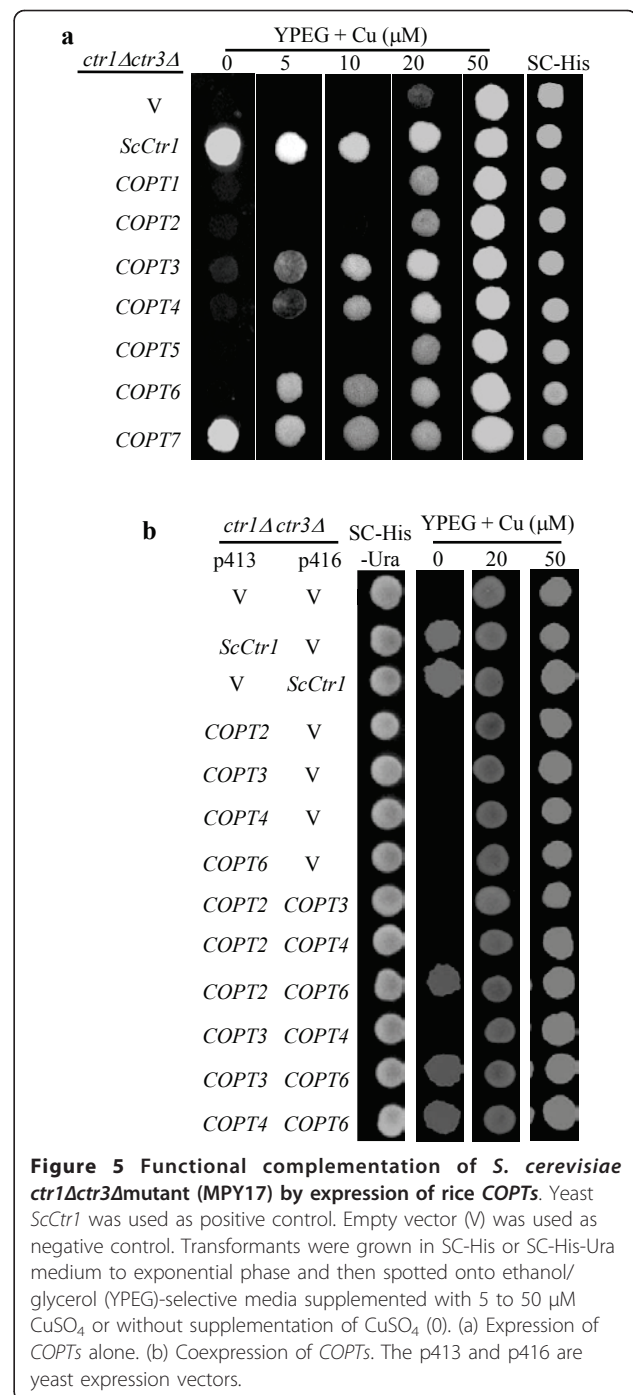 a
YPEG + Cu (µM)
ctr1Δctr3Δ 0 5 10 20 50 SC-His
V
ScCtr1
COPT1
COPT2
COPT3
COPT4
COPT5
COPT6
COPT7
b
ctr1Δctr3Δ SC-His YPEG + Cu (µM)
p413 p416 -Ura 0 20 50
V V
ScCtr1 V
V ScCtr1
COPT2 V
COPT3 V
COPT4 V
COPT6 V
COPT2 COPT3
COPT2 COPT4
COPT2 COPT6
COPT3 COPT4
COPT3 COPT6
COPT4 COPT6
Figure 5 Functional complementation of S. cerevisiae
ctr1Δctr3Δmutant (MPY17) by expression of rice COPTs. Yeast
ScCtr1 was used as positive control. Empty vector (V) was used as
negative control. Transformants were grown in SC-His or SC-His-Ura
medium to exponential phase and then spotted onto ethanol/
glycerol (YPEG)-selective media supplemented with 5 to 50 µM
CuSO4 or without supplementation of CuSO4 (0). (a) Expression of
COPTs alone. (b) Coexpression of COPTs. The p413 and p416 are
yeast expression vectors.